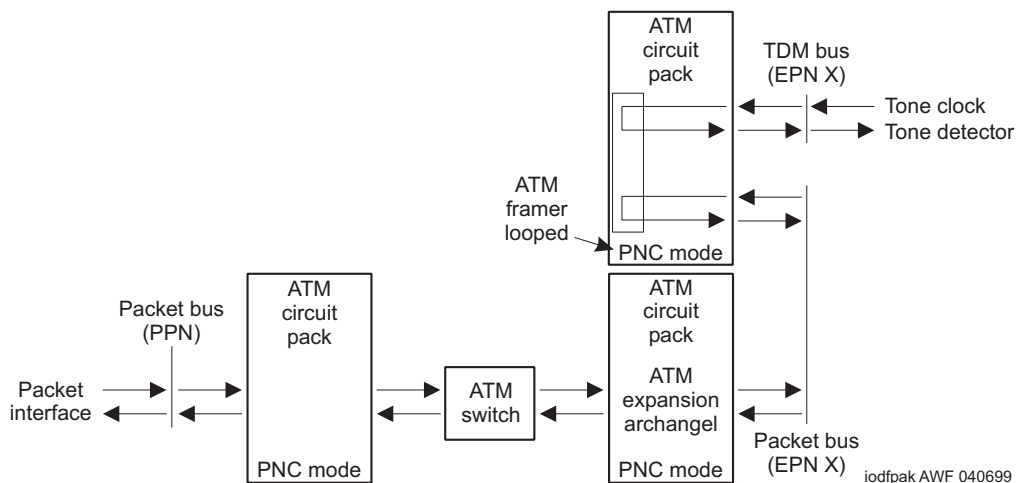 ATM
circuit
pack
TDM bus
(EPN X)
Tone clock
Tone detector
ATM
framer
looped
PNC mode
Packet bus
(PPN)
ATM
circuit
pack
Packet
interface
PNC mode
ATM
switch
ATM
circuit
pack
ATM
expansion
archangel
PNC mode
Packet bus
(EPN X)
iodfpak AWF 040699